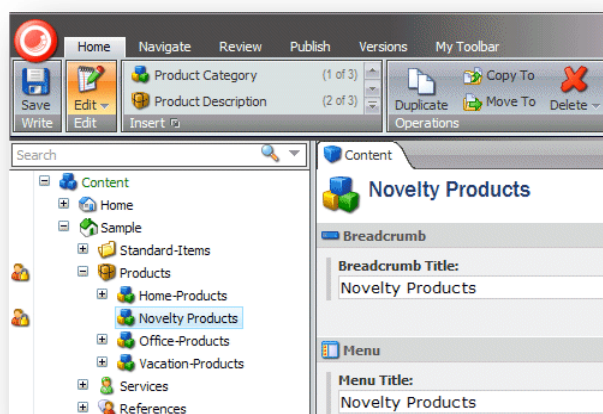 Home Navigate Review Publish Versions My Toolbar
Product Category (1 of 3)
Product Description (2 of 3)
Save Edit Duplicate Copy To Move To Delete
Write Edit Insert Operations
Search
Content
Home
Sample
Standard-Items
Products
Home-Products
Novelty Products
Office-Products
Vacation-Products
Services
References
Content
Novelty Products
Breadcrumb
Breadcrumb Title:
Novelty Products
Menu
Menu Title:
Novelty Products